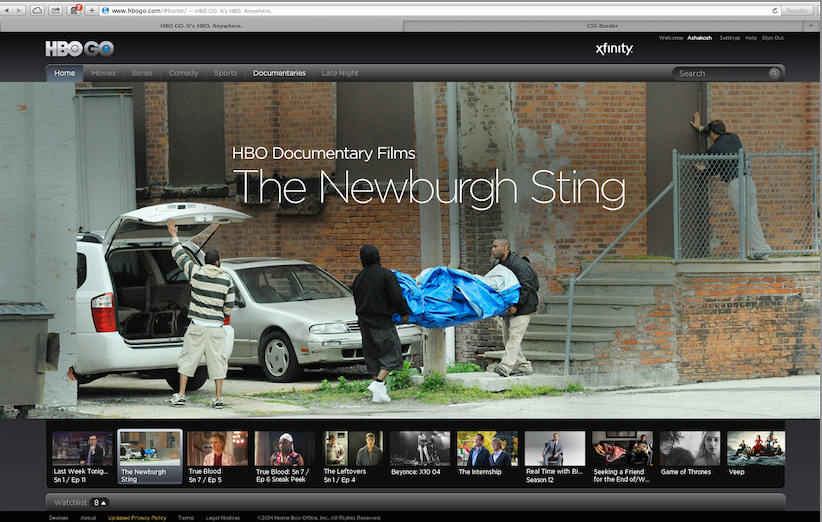 www.hbogo.com/#home/ — HBO GO. It's HBO. Anywhere.
Reader
HBO GO. It's HBO. Anywhere.
CSS Border
HBO GO
xfinity
Welcome Ashakosh Settings Help Sign Out
Home Movies Series Comedy Sports Documentaries Late Night
Search
HBO Documentary Films
The Newburgh Sting
Last Week Tonig...
Sn 1 / Ep 11
The Newburgh
Sting
True Blood
Sn 7 / Ep 5
True Blood: Sn 7 /
Ep 6 Sneak Peek
The Leftovers
Sn 1 / Ep 4
Beyonce: X10 04
The Internship
Real Time with Bi...
Season 12
Seeking a Friend
for the End of/W...
Game of Thrones
Veep
Watchlist 8
Devices About Updated Privacy Policy Terms Legal Notices ©2014 Home Box Office, Inc. All Rights Reserved.